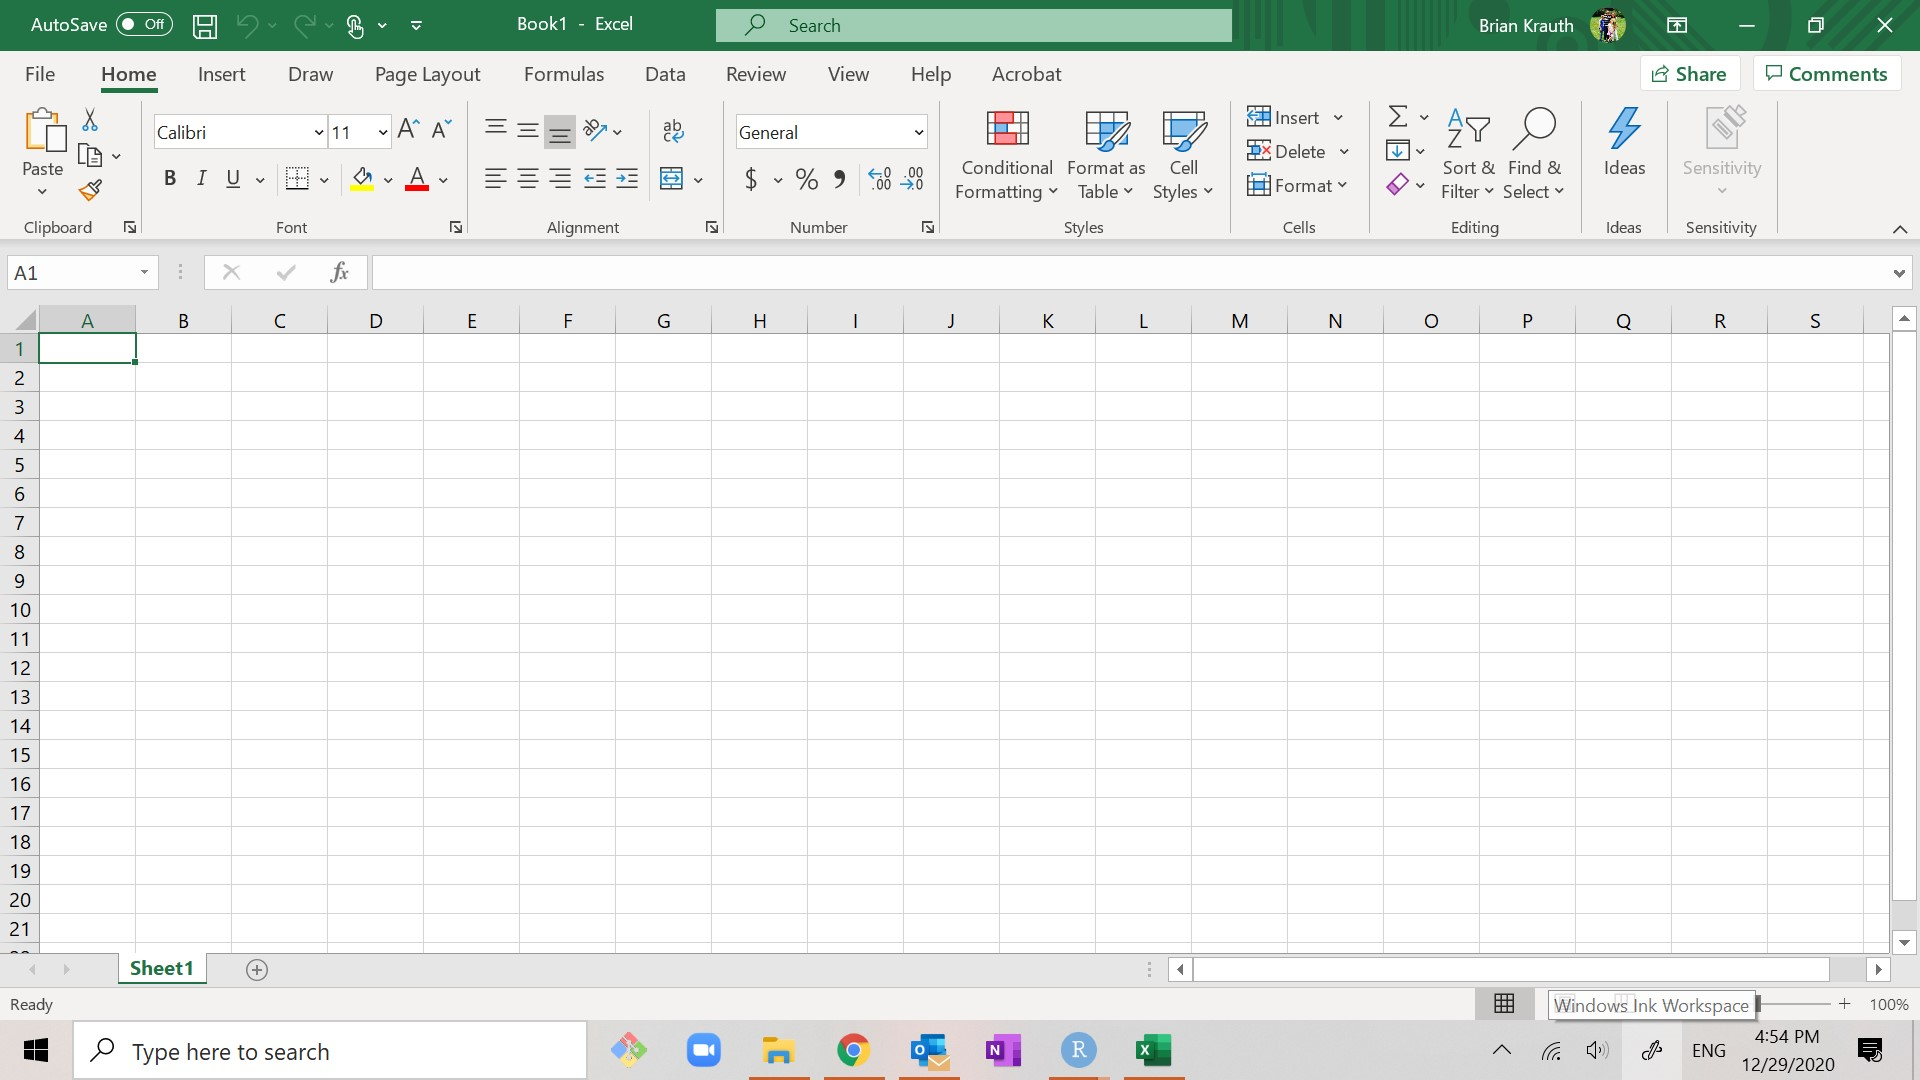 AutoSave Off Book1 - Excel Search Brian Krauth
File Home Insert Draw Page Layout Formulas Data Review View Help Acrobat Share Comments
Paste
Calibri 11
General
B I U
$ % ,
Conditional Formatting
Format as Table
Cell Styles
Insert
Delete
Format
Sort & Filter
Find & Select
Ideas
Sensitivity
Clipboard Font Alignment Number Styles Cells Editing Ideas Sensitivity
A1 fx
A B C D E F G H I J K L M N O P Q R S
1
2
3
4
5
6
7
8
9
10
11
12
13
14
15
16
17
18
19
20
21
Sheet1
Ready Windows Ink Workspace 100%
Type here to search ENG 4:54 PM
12/29/2020